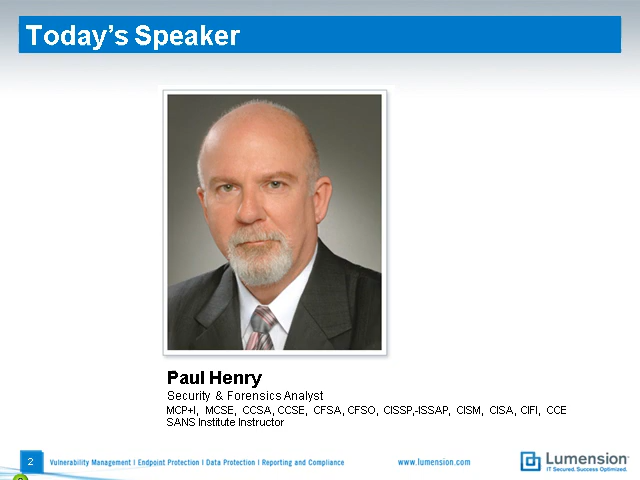 Today's Speaker
Paul Henry
Security & Forensics Analyst
MCP+I, MCSE, CCSA, CCSE, CFSA, CFSO, CISSP,-ISSAP, CISM, CISA, CIFI, CCE
SANS Institute Instructor
2
Vulnerability Management | Endpoint Protection | Data Protection | Reporting and Compliance
www.lumension.com
Lumension
IT Secured. Success Optimized.